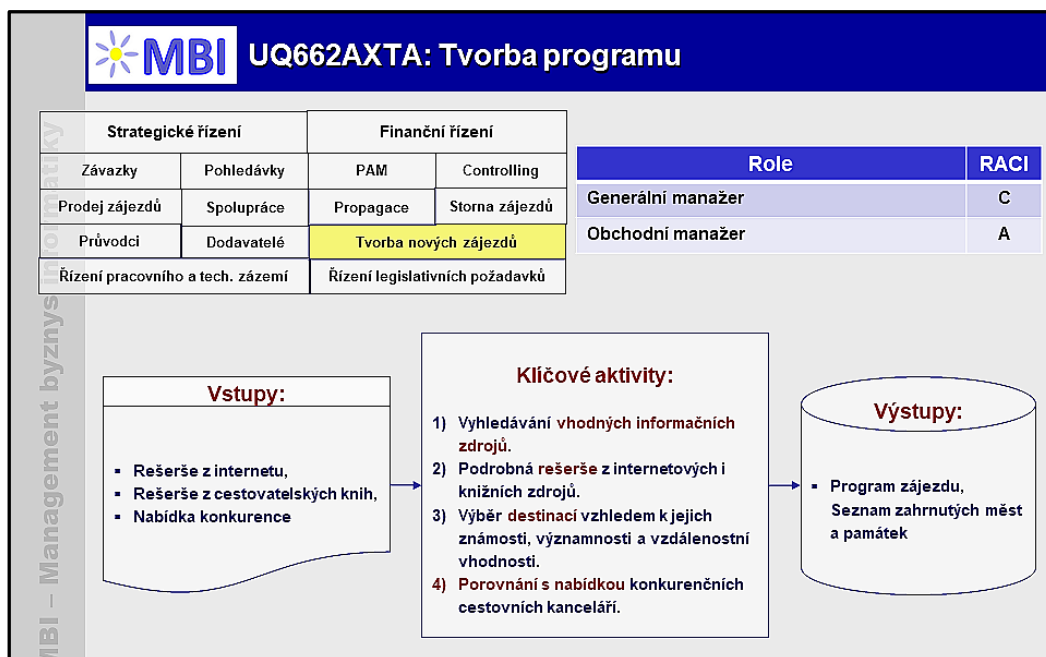 MBI UQ662AXTA: Tvorba programu
Strategické řízení Finanční řízení
Závazky Pohledávky PAM Controlling
Prodej zájezdů Spolupráce Propagace Storna zájezdů
Průvodci Dodavatelé Tvorba nových zájezdů
Řízení pracovního a tech. zázemí Řízení legislativních požadavků
Role RACI
Generální manažer C
Obchodní manažer A
MBI – Management byznys informatiky
Vstupy:
▪ Rešerše z internetu,
▪ Rešerše z cestovatelských knih,
▪ Nabídka konkurence
Klíčové aktivity:
1) Vyhledávání vhodných informačních
zdrojů.
2) Podrobná rešerše z internetových i
knižních zdrojů.
3) Výběr destinací vzhledem k jejich
známosti, významnosti a vzdálenostní
vhodnosti.
4) Porovnání s nabídkou konkurenčních
cestovních kanceláří.
Výstupy:
▪ Program zájezdu,
Seznam zahrnutých měst
a památek